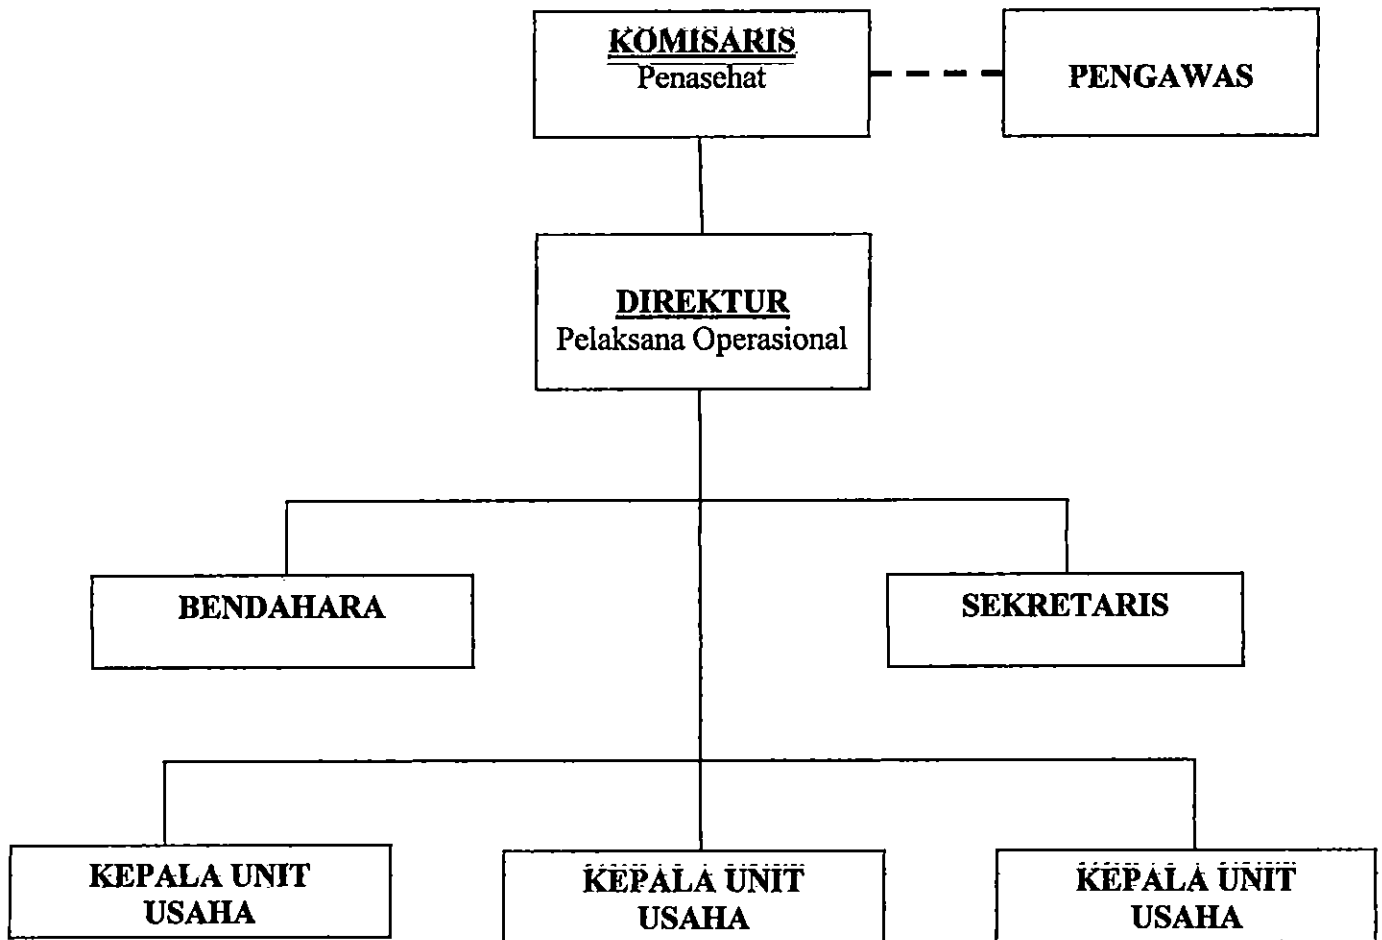 KOMISARIS
Penasehat
PENGAWAS
DIREKTUR
Pelaksana Operasional
BENDAHARA
SEKRETARIS
KEPALA UNIT
USAHA
KEPALA UNIT
USAHA
KEPALA UNIT
USAHA